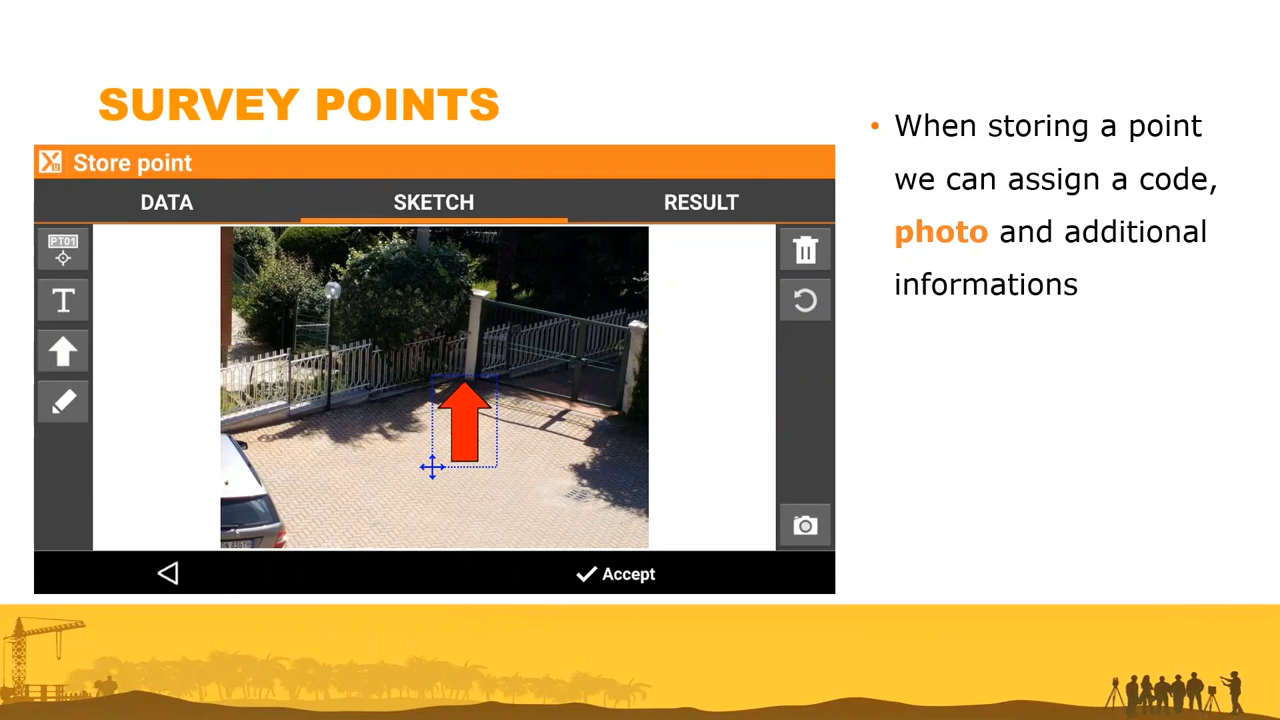 SURVEY POINTS
Store point
DATA
SKETCH
RESULT
PT01
T
Accept
• When storing a point
we can assign a code,
photo and additional
informations